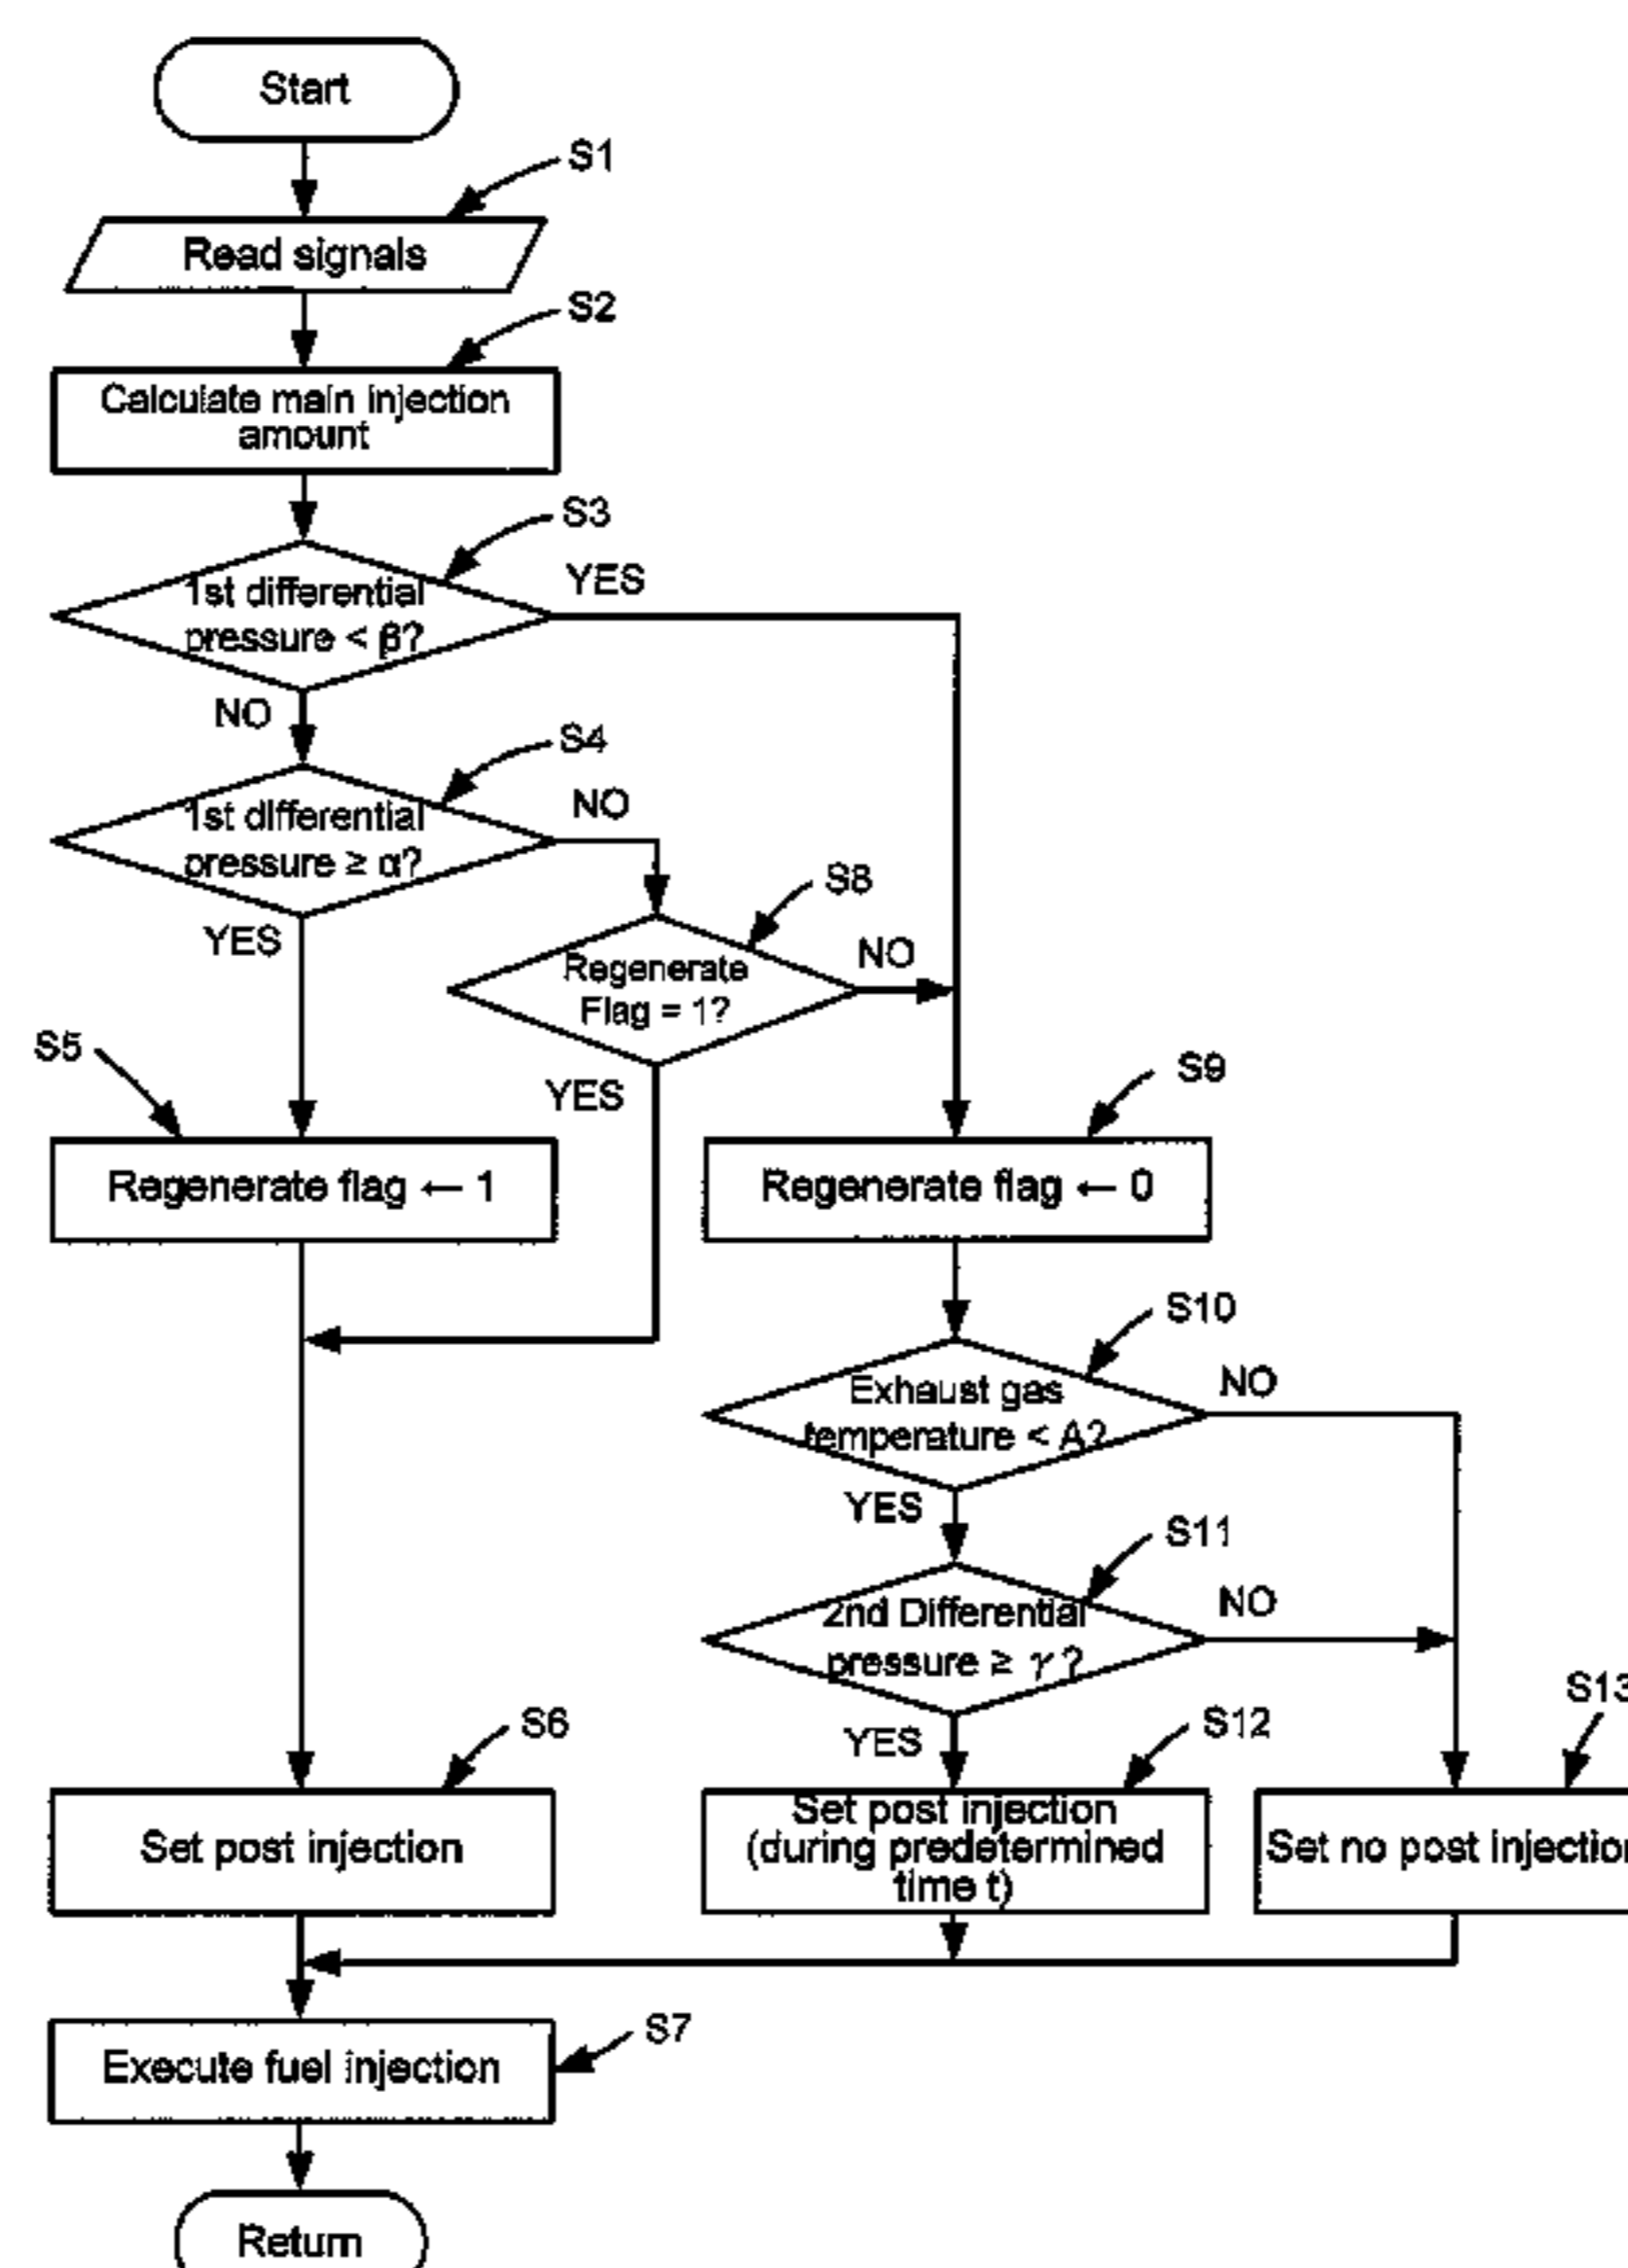 Start
S1
Read signals
S2
Calculate main injection
amount
S3
1st differential
pressure < β?
YES
NO
S4
1st differential
pressure ≥ α?
NO
YES
S8
Regenerate
Flag = 1?
NO
YES
S5
Regenerate flag ← 1
S9
Regenerate flag ← 0
S10
Exhaust gas
temperature < A?
NO
YES
S11
2nd Differential
pressure ≥ γ ?
NO
YES
S6
Set post injection
S12
Set post injection
(during predetermined
time t)
S13
Set no post injection
S7
Execute fuel injection
Return